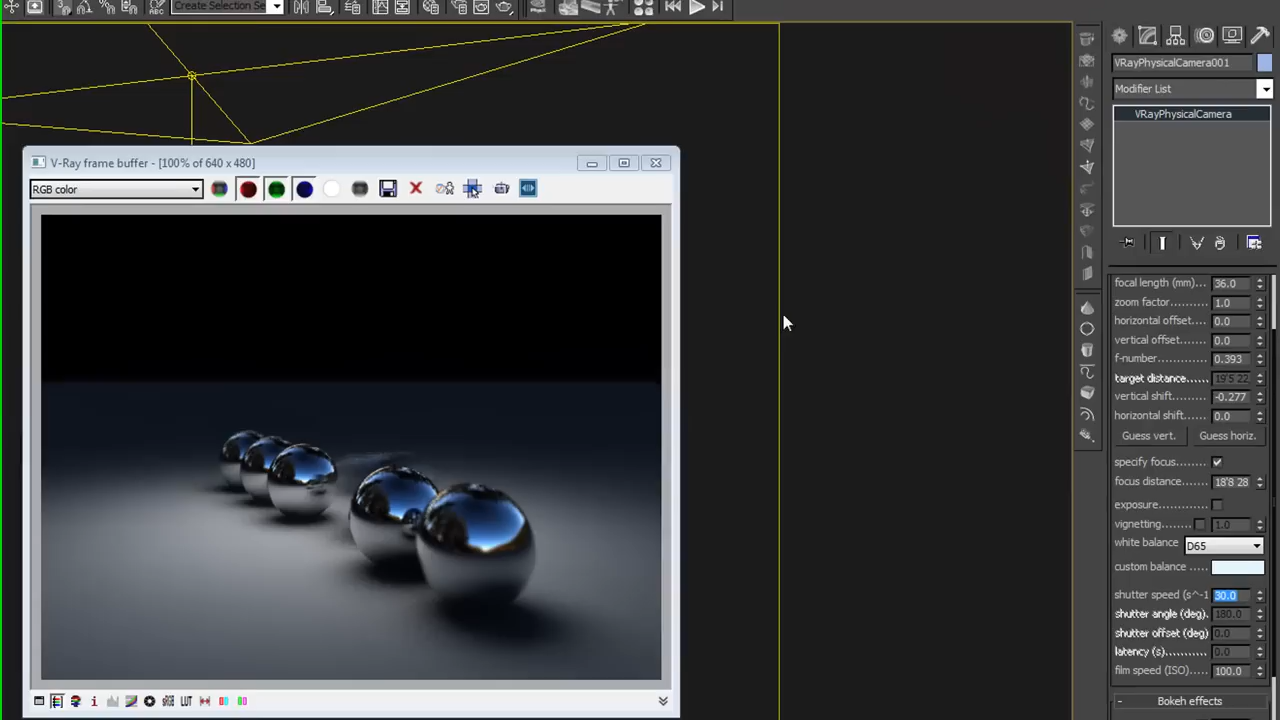 Create Selection Se
VRayPhysicalCamera001
Modifier List
VRayPhysicalCamera
V-Ray frame buffer - [100% of 640 x 480]
RGB color
focal length (mm)... 36.0
zoom factor.......... 1.0
horizontal offset.... 0.0
vertical offset....... 0.0
f-number............. 0.393
target distance...... 19'5 22
vertical shift........ -0.277
horizontal shift...... 0.0
Guess vert. Guess horiz.
specify focus.......
focus distance...... 18'8 28
exposure............
vignetting....... 1.0
white balance D65
custom balance .....
shutter speed (s^-1 30.0
shutter angle (deg). 180.0
shutter offset (deg) 0.0
latency (s)........... 0.0
film speed (ISO)..... 100.0
LUT
- Bokeh effects